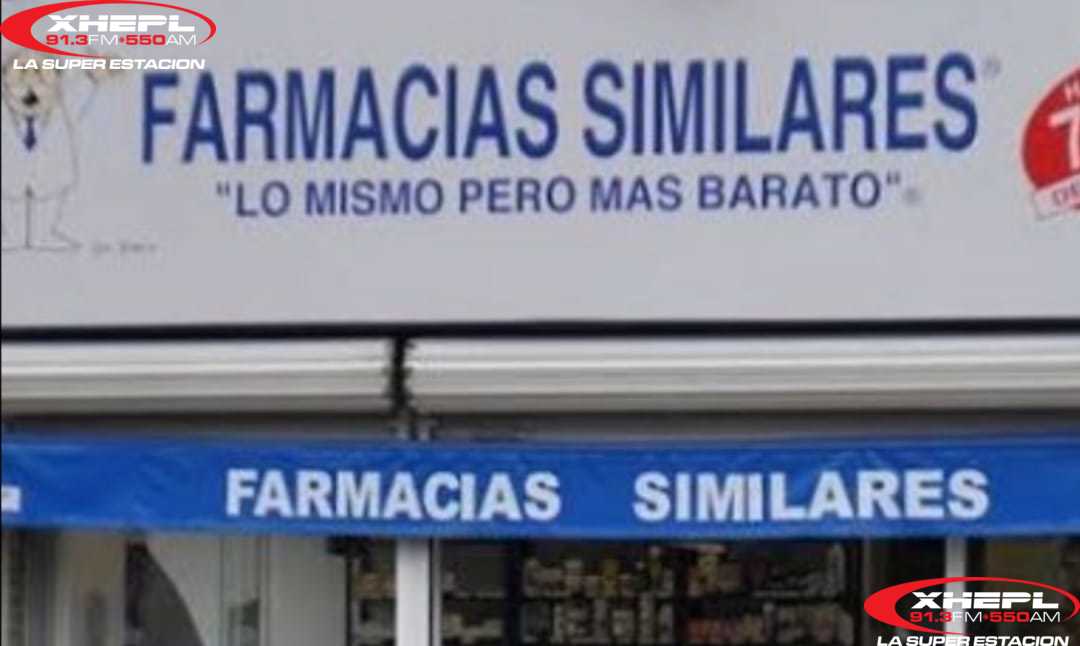 XHEPL
91.3FM•550AM
LA SUPER ESTACION
FARMACIAS SIMILARES®
"LO MISMO PERO MAS BARATO"®
FARMACIAS SIMILARES
XHEPL
91.3FM•550AM
LA SUPER ESTACION